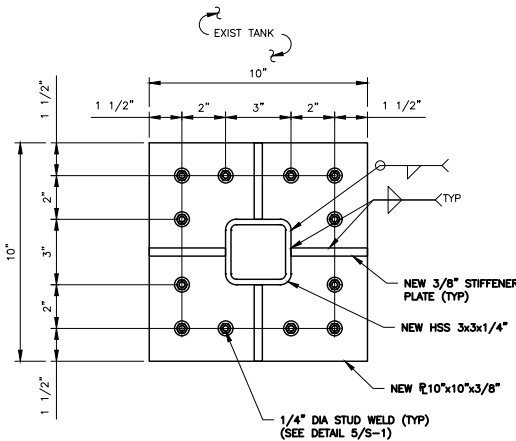 EXIST TANK
10"
1 1/2"
2"
3"
2"
1 1/2"
1 1/2"
2"
3"
2"
1 1/2"
10"
TYP
NEW 3/8" STIFFENER
PLATE (TYP)
NEW HSS 3x3x1/4"
NEW PL10"x10"x3/8"
1/4" DIA STUD WELD (TYP)
(SEE DETAIL 5/S-1)